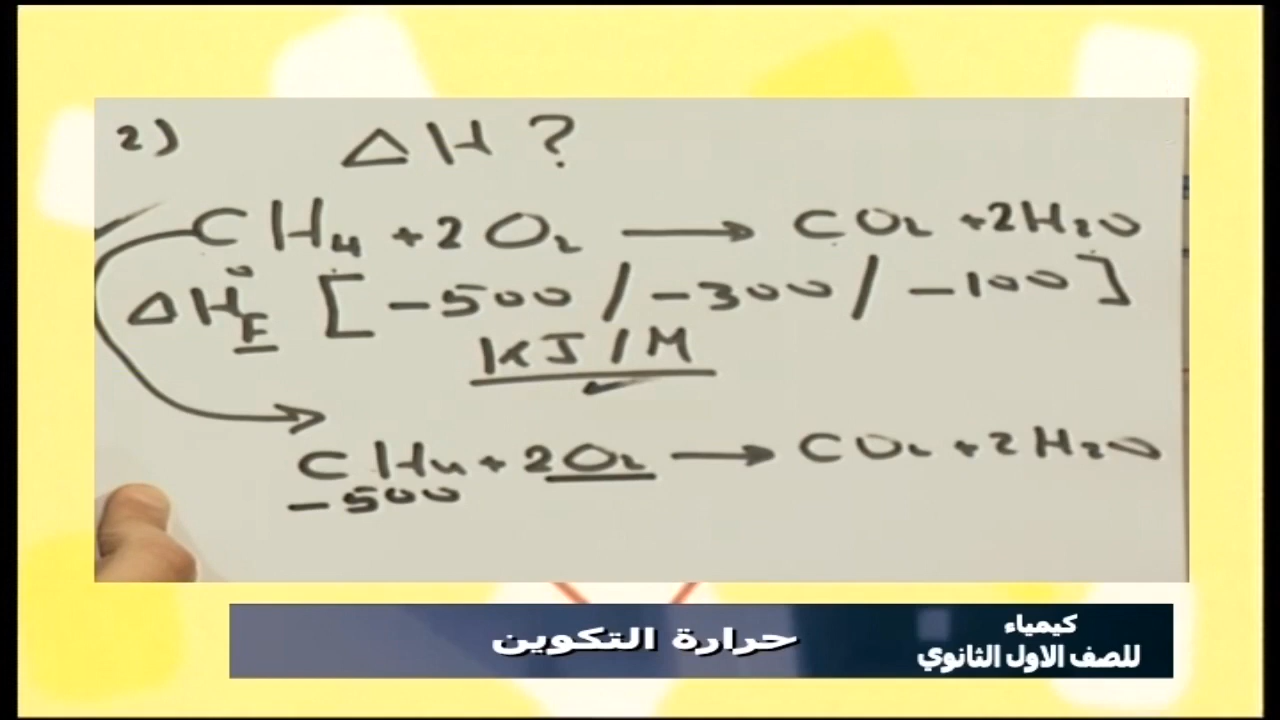 2) ΔH ?
CH₄ + 2O₂ → CO₂ + 2H₂O
ΔH°F [ -500 / -300 / -100 ]
KJ/M
CH₄ + 2O₂ → CO₂ + 2H₂O
-500
كيمياء
للصف الاول الثانوي
حرارة التكوين